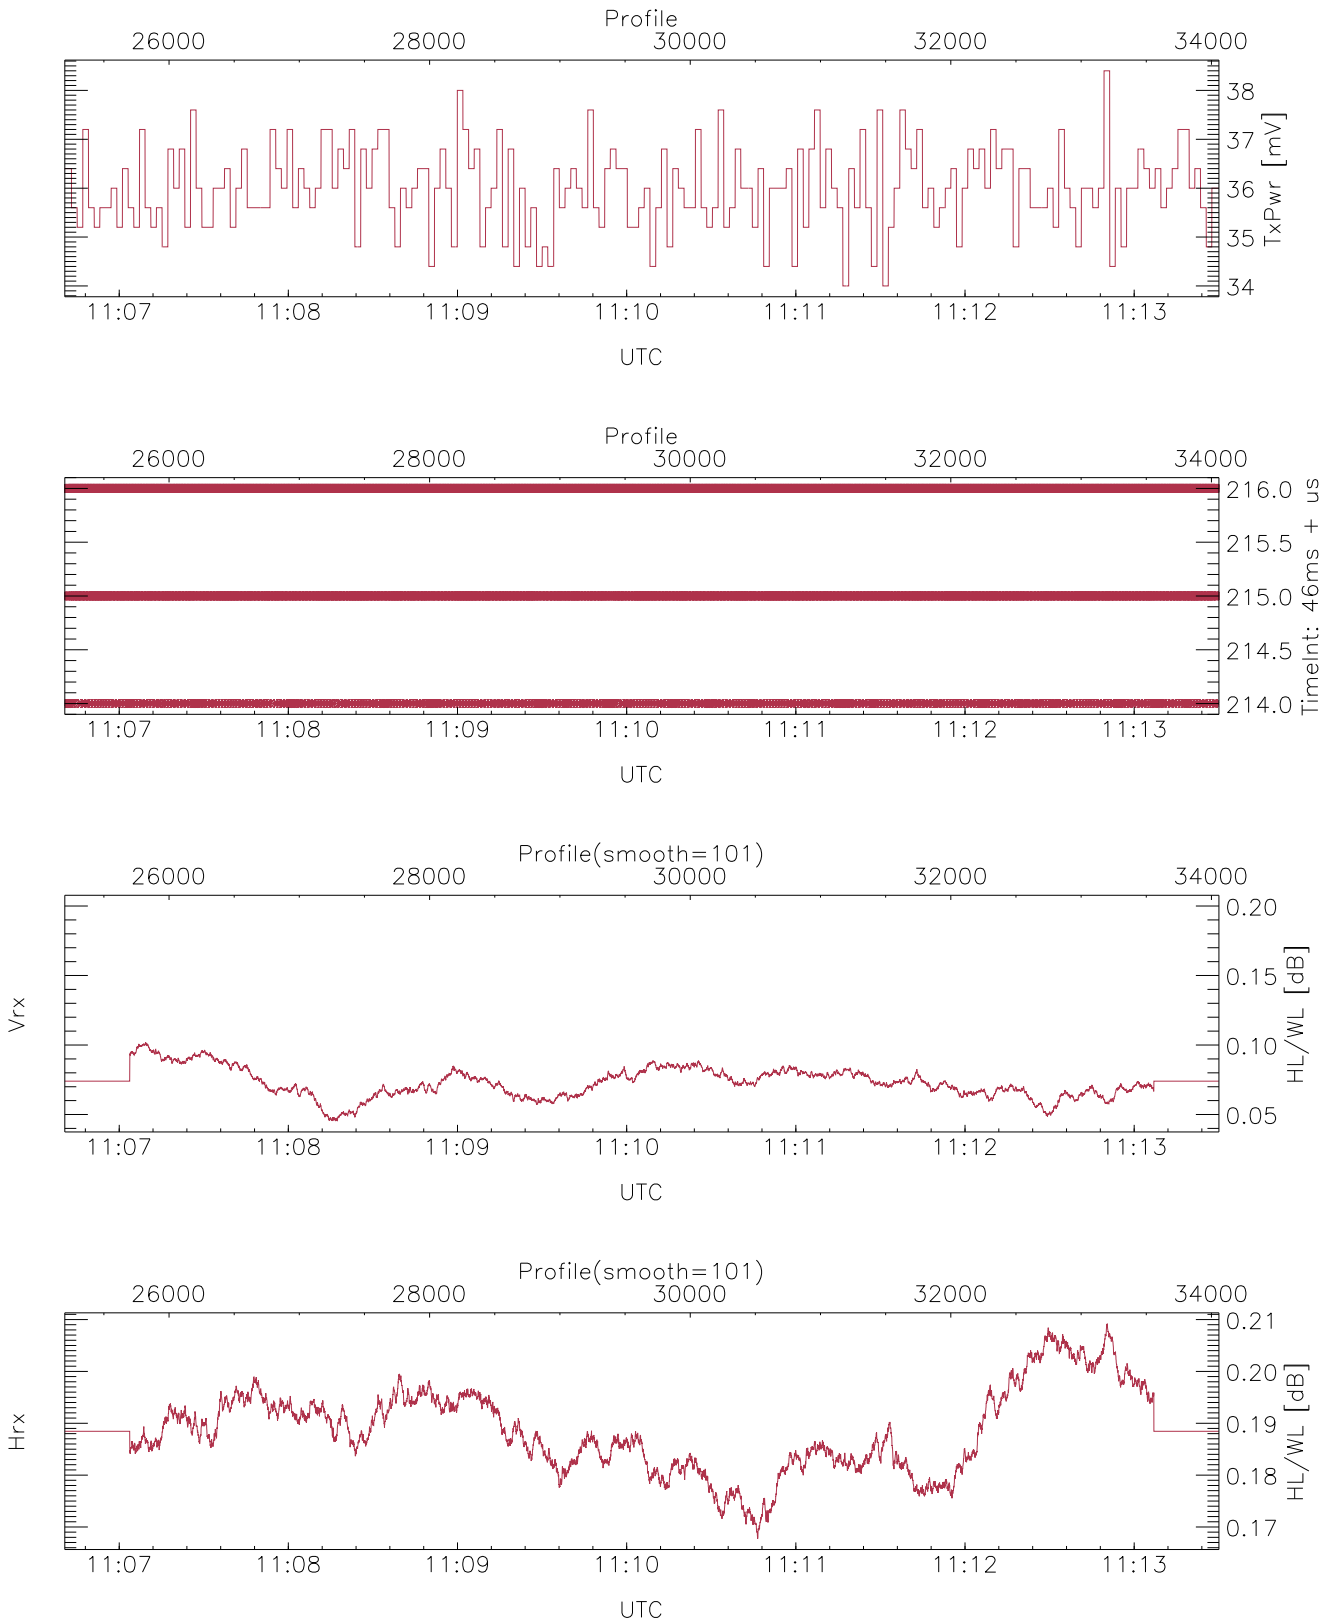 Profile
26000 28000 30000 32000 34000
38
37
36
35
34
TxPwr [mV]
11:07 11:08 11:09 11:10 11:11 11:12 11:13
UTC
Profile
26000 28000 30000 32000 34000
216.0
215.5
215.0
214.5
214.0
TimeInt: 46ms + us
11:07 11:08 11:09 11:10 11:11 11:12 11:13
UTC
Profile(smooth=101)
26000 28000 30000 32000 34000
Vrx
0.20
0.15
0.10
0.05
HL/WL [dB]
11:07 11:08 11:09 11:10 11:11 11:12 11:13
UTC
Profile(smooth=101)
26000 28000 30000 32000 34000
Hrx
0.21
0.20
0.19
0.18
0.17
HL/WL [dB]
11:07 11:08 11:09 11:10 11:11 11:12 11:13
UTC